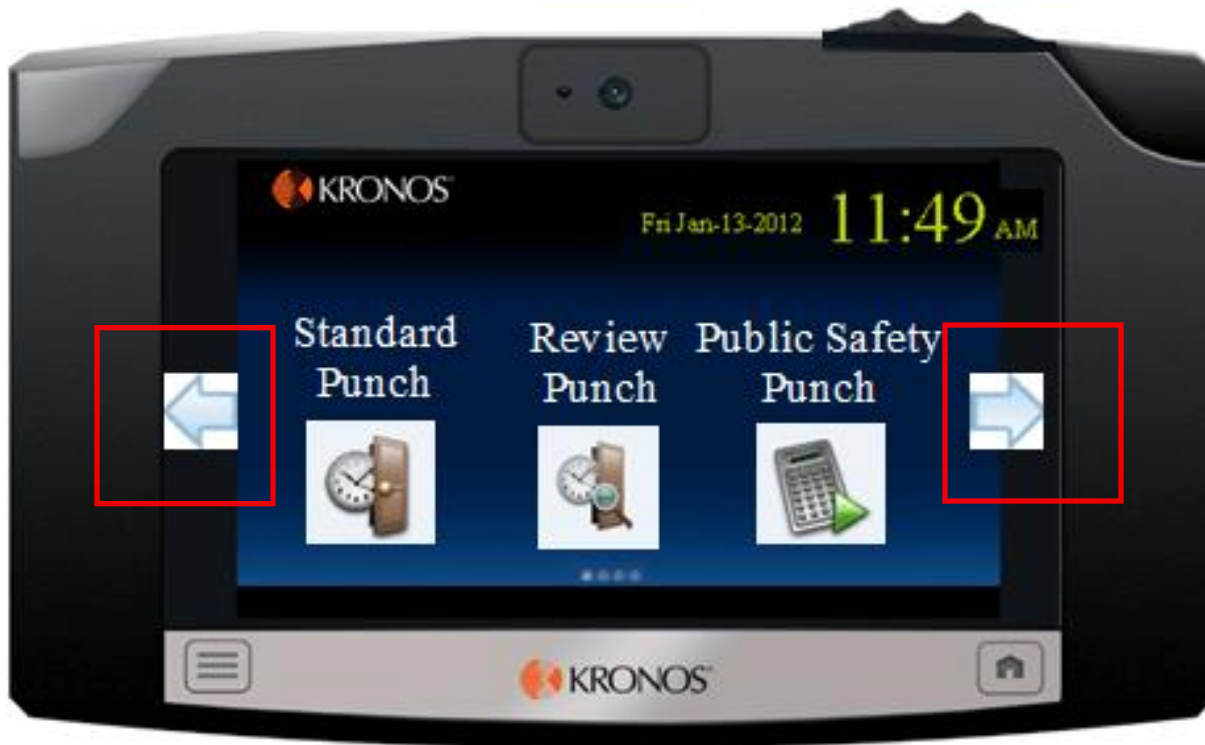 KRONOS
Fri Jan-13-2012 11:49 AM
Standard
Punch
Review
Punch
Public Safety
Punch
KRONOS